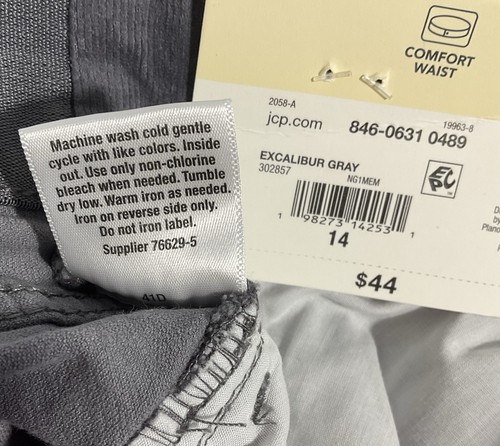 COMFORT
WAIST
2058-A
19963-8
jcp.com
846-0631 0489
EXCALIBUR GRAY
302857
NG1MEM
EPC
1 98273 14253 1
14
$44
Machine wash cold gentle
cycle with like colors. Inside
out. Use only non-chlorine
bleach when needed. Tumble
dry low. Warm iron as needed.
Iron on reverse side only.
Do not iron label.
Supplier 76629-5
41D